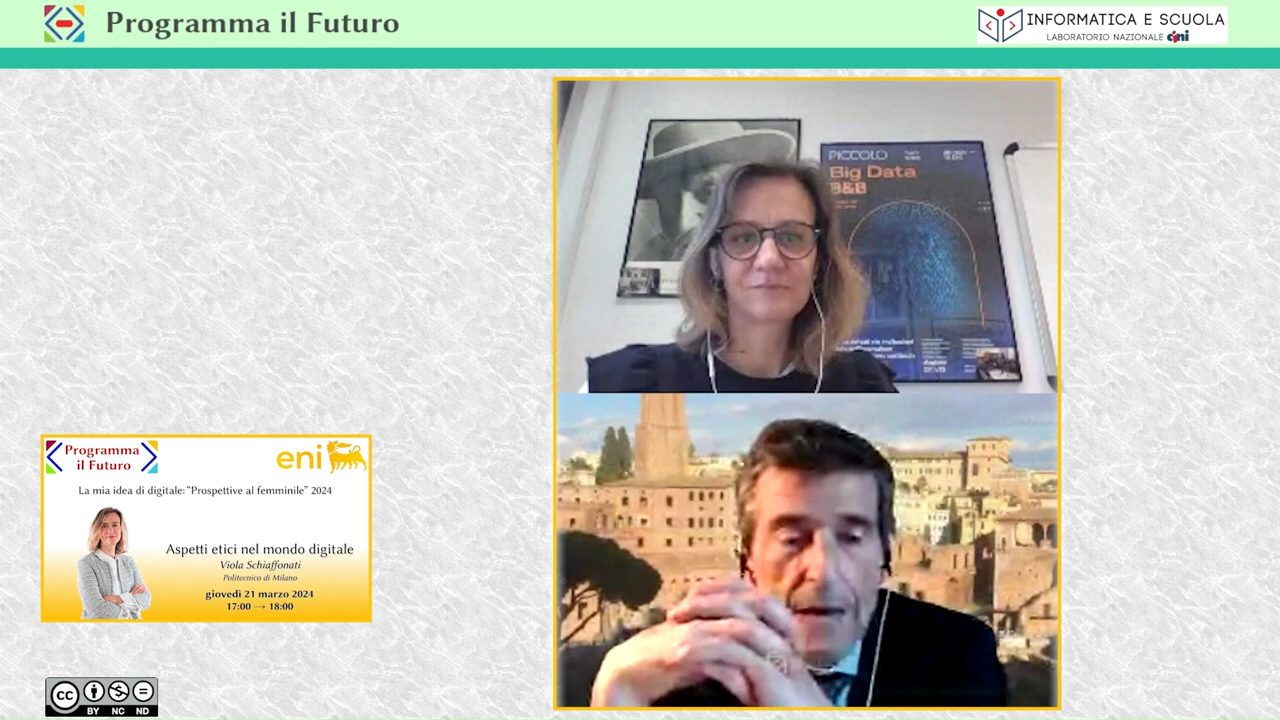 Programma il Futuro
INFORMATICA E SCUOLA
LABORATORIO NAZIONALE cini
PICCOLO
Big Data
B&B
Programma
il Futuro
eni
La mia idea di digitale: "Prospettive al femminile" 2024
Aspetti etici nel mondo digitale
Viola Schiaffonati
Politecnico di Milano
giovedì 21 marzo 2024
17:00 → 18:00
cc
BY NC ND